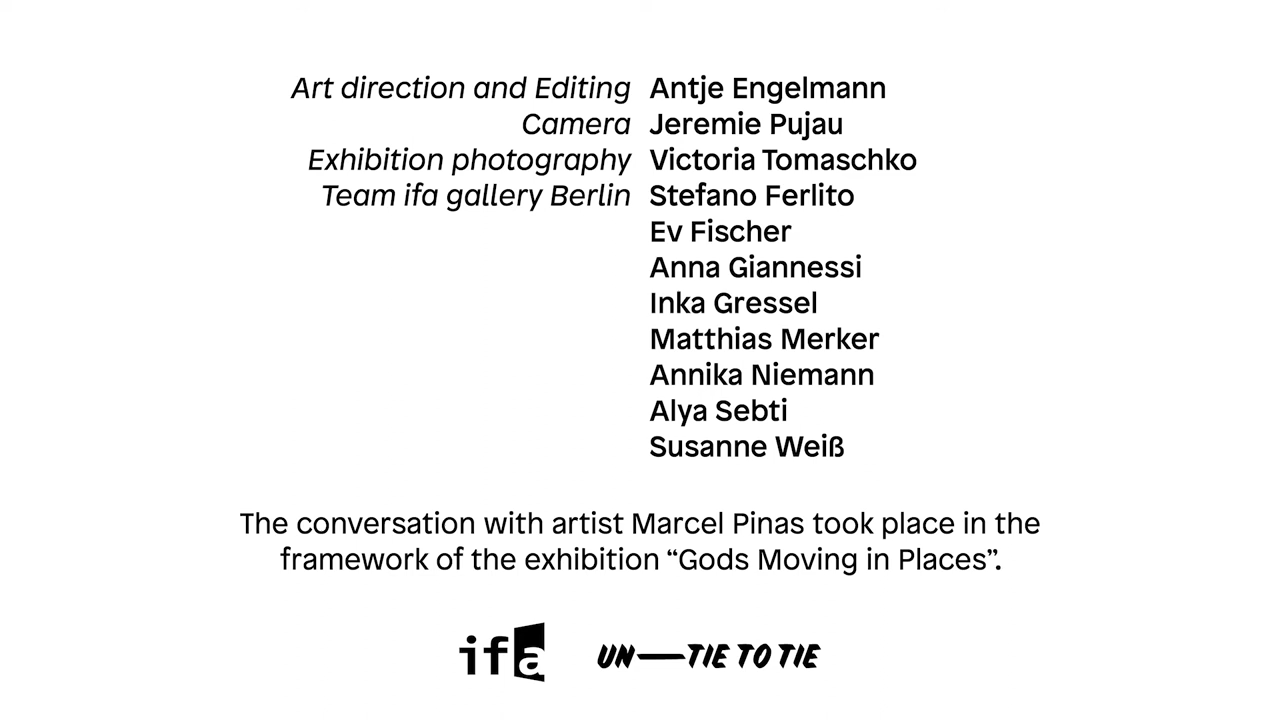 Art direction and Editing Antje Engelmann
Camera Jeremie Pujau
Exhibition photography Victoria Tomaschko
Team ifa gallery Berlin Stefano Ferlito
Ev Fischer
Anna Giannessi
Inka Gressel
Matthias Merker
Annika Niemann
Alya Sebti
Susanne Weiß
The conversation with artist Marcel Pinas took place in the
framework of the exhibition “Gods Moving in Places”.
ifa UN—TIE TO TIE